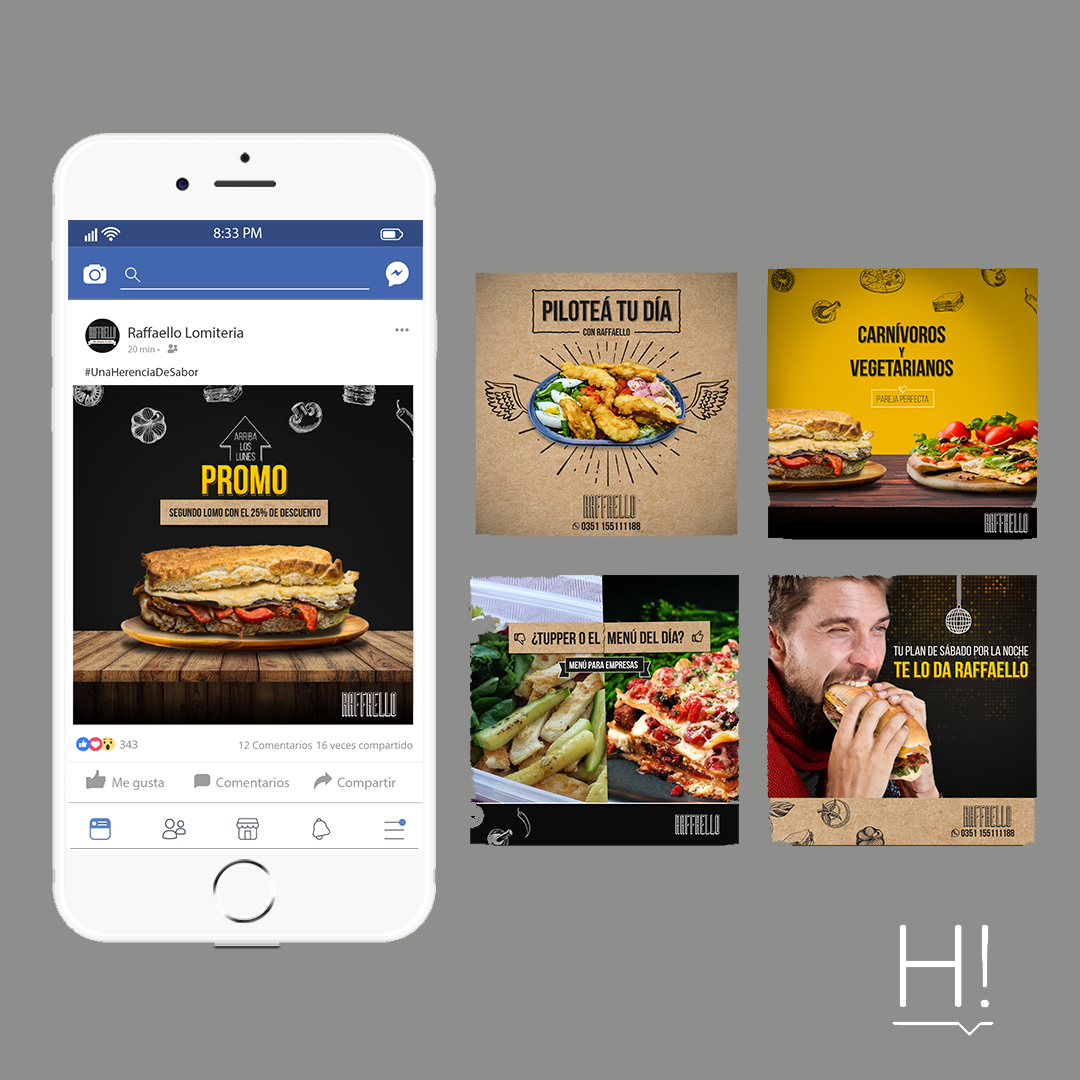 8:33 PM
RAFFAELLO
Raffaello Lomiteria
20 min •
#UnaHerenciaDeSabor
ARRIBA
LOS
LUNES
PROMO
SEGUNDO LOMO CON EL 25% DE DESCUENTO
RAFFAELLO
343
12 Comentarios 16 veces compartido
Me gusta
Comentarios
Compartir
PILOTEÁ TU DÍA
CON RAFFAELLO
RAFFAELLO
0351 155111188
CARNÍVOROS
Y
VEGETARIANOS
PAREJA PERFECTA
RAFFAELLO
¿TUPPER O EL MENÚ DEL DÍA?
MENÚ PARA EMPRESAS
RAFFAELLO
TU PLAN DE SÁBADO POR LA NOCHE
TE LO DA RAFFAELLO
RAFFAELLO
0351 155111188
H!